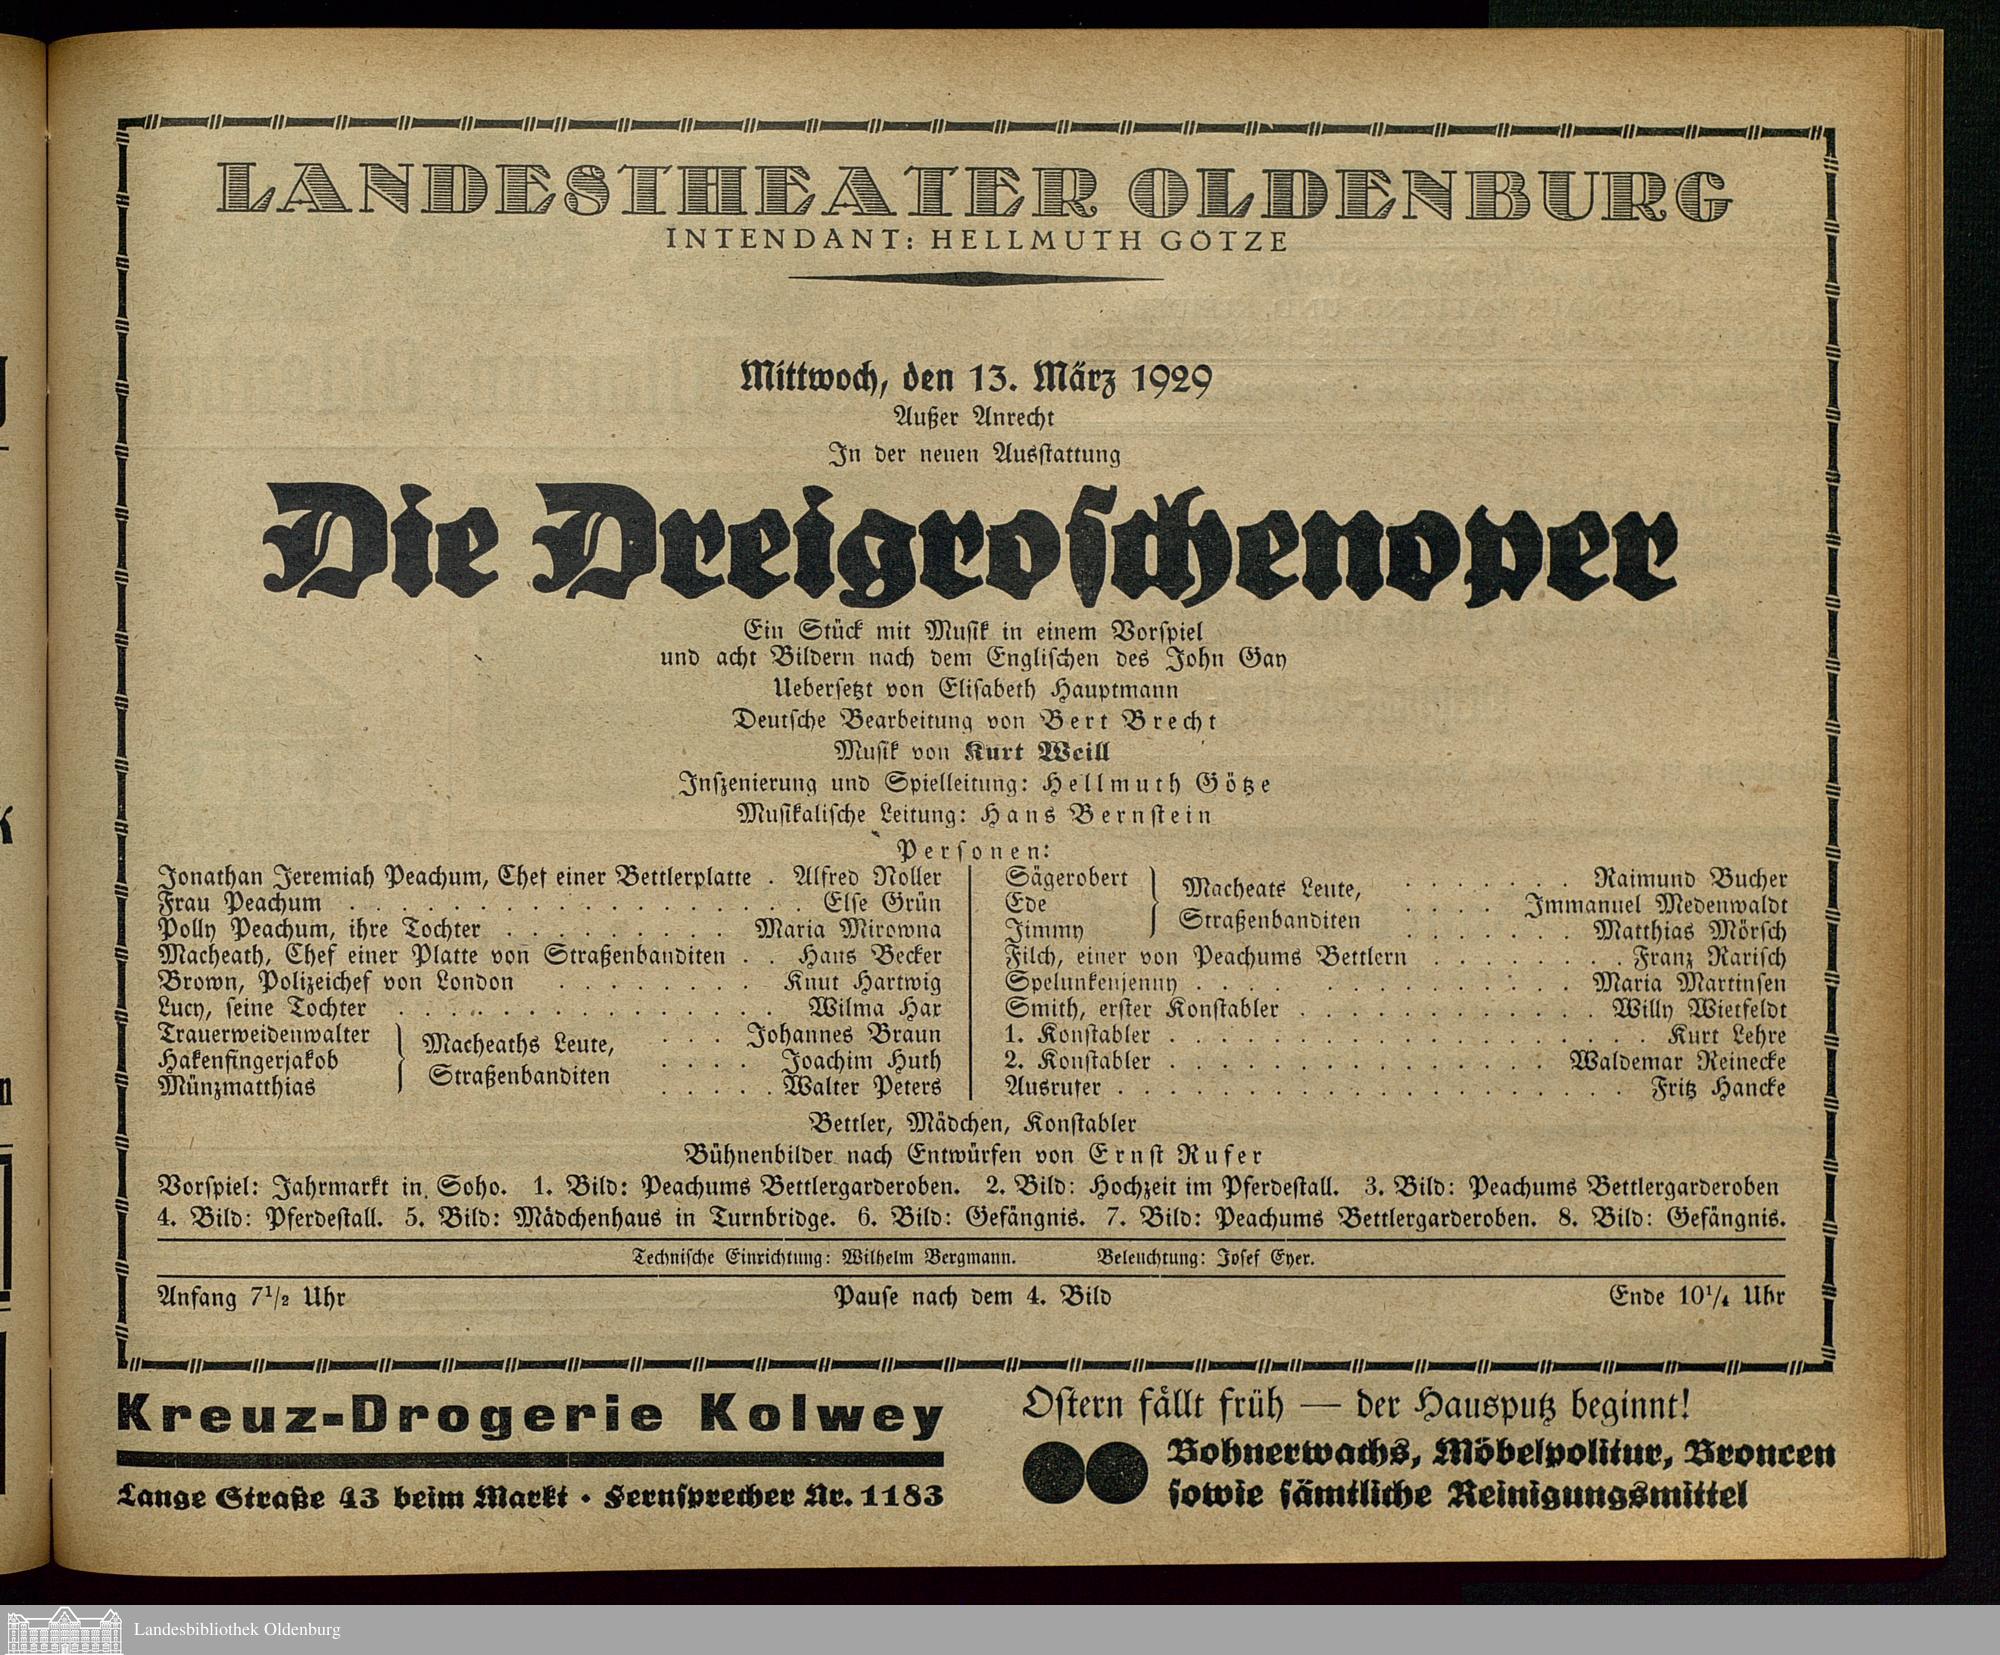 LANDESTHEATER OLDENBURG
INTENDANT: HELLMUTH GÖTZE
Mittwoch, den 13. März 1929
Außer Anrecht
In der neuen Ausstattung
Die Dreigroschenoper
Ein Stück mit Musik in einem Vorspiel
und acht Bildern nach dem Englischen des John Gay
Uebersetzt von Elisabeth Hauptmann
Deutsche Bearbeitung von Bert Brecht
Musik von Kurt Weill
Inszenierung und Spielleitung: Hellmuth Götze
Musikalische Leitung: Hans Bernstein
Personen:
Jonathan Jeremiah Peachum, Chef einer Bettlerplatte . Alfred Noller
Frau Peachum . . . . . . . . . . . . . . . . . Else Grün
Polly Peachum, ihre Tochter . . . . . . . . . Maria Mirowna
Macheath, Chef einer Platte von Straßenbanditen . . Hans Becker
Brown, Polizeichef von London . . . . . . . . Knut Hartwig
Lucy, seine Tochter . . . . . . . . . . . . . . Wilma Har
Trauerweidenwalter . . . Johannes Braun
Hakenfingerjakob . . . . Joachim Huth
Münzmatthias . . . . . Walter Peters
Macheaths Leute,
Straßenbanditen
Sägerobert . . . . . . . Raimund Bucher
Ede . . . . Immanuel Medenwaldt
Jimmy . . . . . . . Matthias Mörsch
Macheats Leute,
Straßenbanditen
Filch, einer von Peachums Bettlern . . . . . . . . Franz Rarisch
Spelunkenjenny . . . . . . . . . . . . . . Maria Martinsen
Smith, erster Konstabler . . . . . . . . . . . . Willy Wietfeldt
1. Konstabler . . . . . . . . . . . . . . . . . Kurt Lehre
2. Konstabler . . . . . . . . . . . . . . . Waldemar Reinecke
Ausrufer . . . . . . . . . . . . . . . . . . . . Fritz Hancke
Bettler, Mädchen, Konstabler
Bühnenbilder nach Entwürfen von Ernst Rufer
Vorspiel: Jahrmarkt in Soho. 1. Bild: Peachums Bettlergarderoben. 2. Bild: Hochzeit im Pferdestall. 3. Bild: Peachums Bettlergarderoben
4. Bild: Pferdestall. 5. Bild: Mädchenhaus in Turnbridge. 6. Bild: Gefängnis. 7. Bild: Peachums Bettlergarderoben. 8. Bild: Gefängnis.
Technische Einrichtung: Wilhelm Bergmann. Beleuchtung: Josef Eyer.
Anfang 7½ Uhr Pause nach dem 4. Bild Ende 10¼ Uhr
Kreuz-Drogerie Kolwey
Lange Straße 43 beim Markt • Fernsprecher Nr. 1183
Ostern fällt früh — der Hausputz beginnt!
Bohnerwachs, Möbelpolitur, Broncen
sowie sämtliche Reinigungsmittel
Landesbibliothek Oldenburg